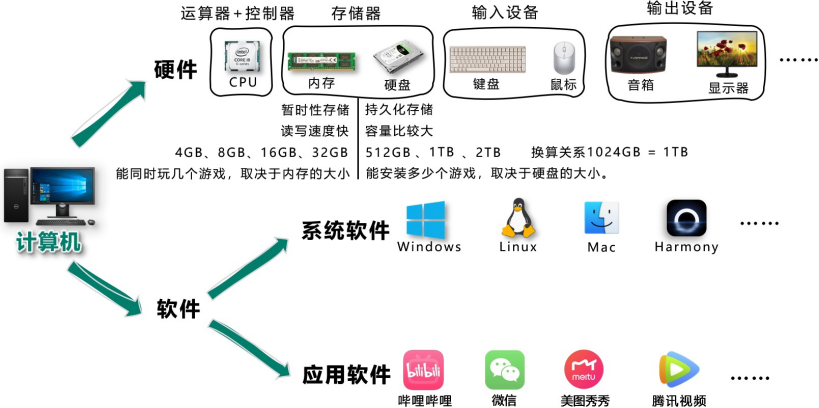 运算器+控制器 存储器 输入设备 输出设备
硬件
CPU 内存 硬盘 键盘 鼠标 音箱 显示器 ……
暂时性存储 持久化存储
读写速度快 容量比较大
4GB、8GB、16GB、32GB 512GB 、1TB 、2TB 换算关系1024GB = 1TB
能同时玩几个游戏，取决于内存的大小 能安装多少个游戏，取决于硬盘的大小。
计算机
系统软件
Windows Linux Mac Harmony ……
软件
应用软件
bilibili meitu
哔哩哔哩 微信 美图秀秀 腾讯视频 ……